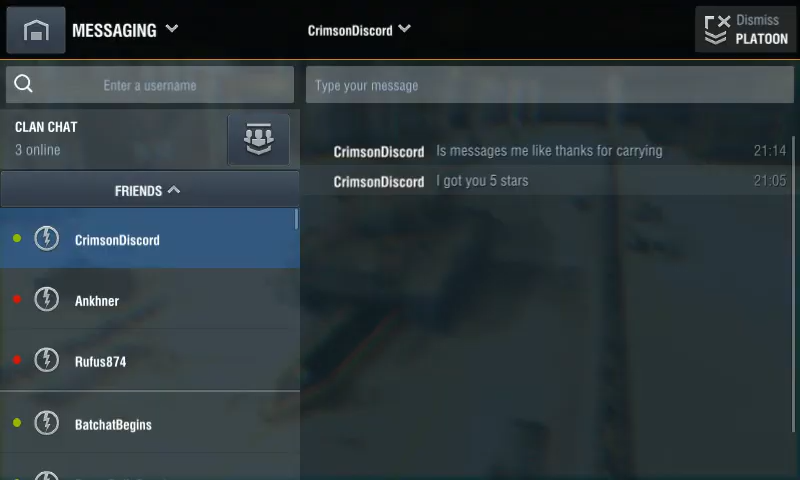 MESSAGING
CrimsonDiscord
Dismiss
PLATOON
Enter a username
Type your message
CLAN CHAT
3 online
CrimsonDiscord Is messages me like thanks for carrying 21:14
CrimsonDiscord I got you 5 stars 21:05
FRIENDS
CrimsonDiscord
Ankhner
Rufus874
BatchatBegins